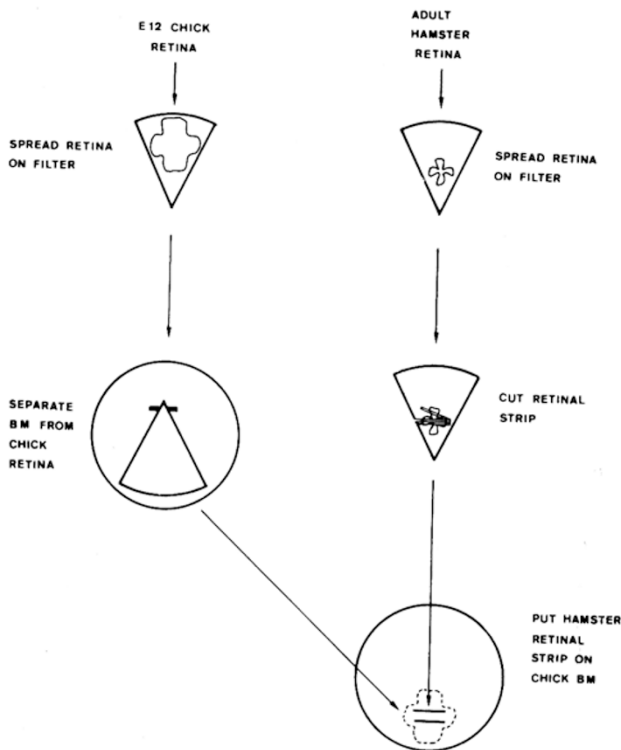 E12 CHICK
RETINA
ADULT
HAMSTER
RETINA
SPREAD RETINA
ON FILTER
SPREAD RETINA
ON FILTER
SEPARATE
BM FROM
CHICK
RETINA
CUT RETINAL
STRIP
PUT HAMSTER
RETINAL
STRIP ON
CHICK BM